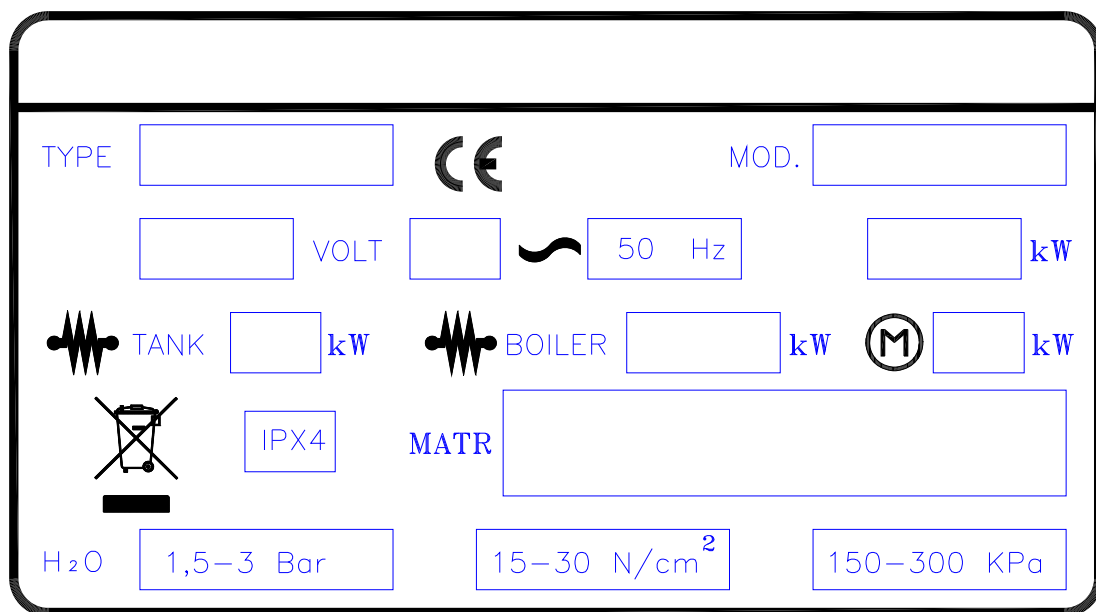 TYPE CE MOD.
VOLT 50 Hz kW
TANK kW BOILER kW M kW
IPX4 MATR
H₂O 1,5-3 Bar 15-30 N/cm² 150-300 KPa